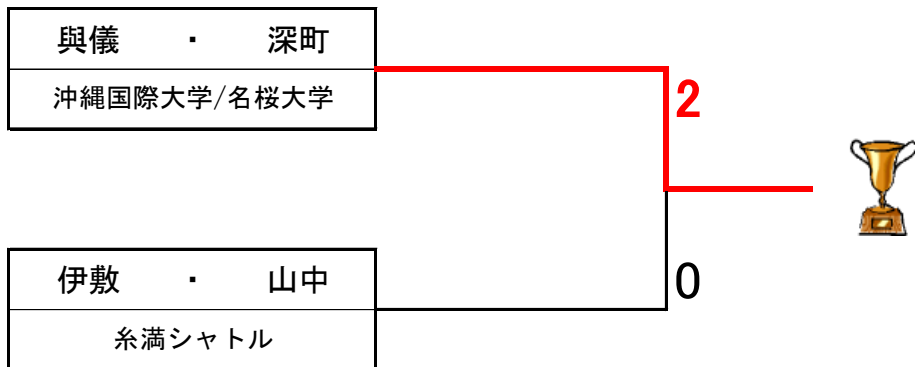 與儀 ・ 深町
沖縄国際大学/名桜大学
2
伊敷 ・ 山中
0
糸満シャトル